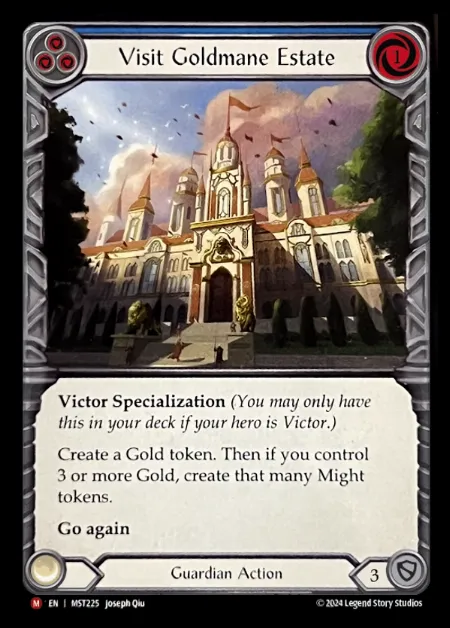 Visit Goldmane Estate
1
Victor Specialization (You may only have
this in your deck if your hero is Victor.)
Create a Gold token. Then if you control
3 or more Gold, create that many Might
tokens.
Go again
Guardian Action
3
M EN | MST225 Joseph Qiu
© 2024 Legend Story Studios